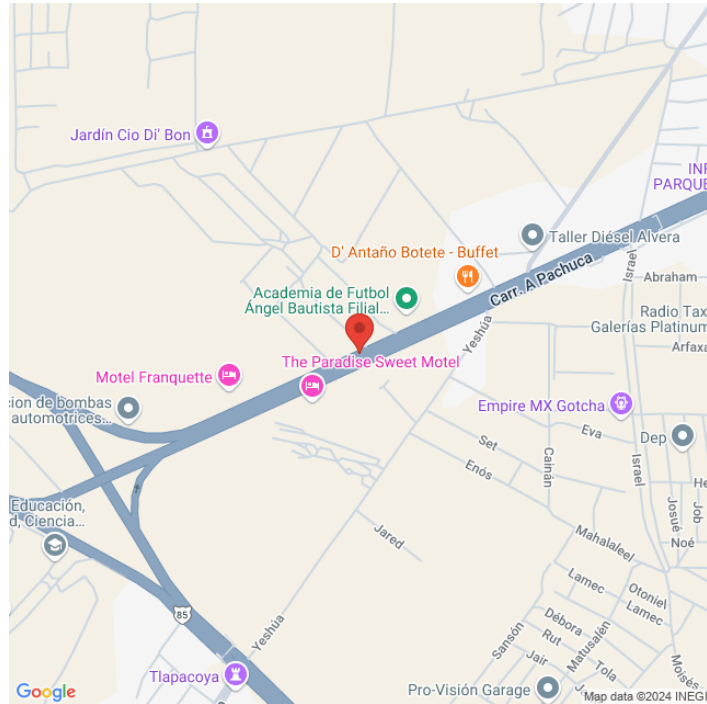 Jardín Cio Di' Bon
INF
PARQUE
Taller Diésel Alvera
D' Antaño Botete - Buffet
Carr. A Pachuca
Israel
Abraham
Academia de Futbol
Ángel Bautista Filial...
Yeshúa
Radio Tax
Galerías Platinum
Arfaxa
The Paradise Sweet Motel
Motel Franquette
cion de bombas
automotrices...
Empire MX Gotcha
Eva
Dep
Set
Cainán
Israel
Enós
He
Job
Josué
Noé
Educación,
d, Ciencia...
Jared
Mahalaleel
Lamec
Otoniel
Lamec
85
Débora
Matusalén
Rut
Sansón
Yeshúa
Jair
Tola
Moisés
Tlapacoya
Pro-Visión Garage
Google
Map data ©2024 INEGI